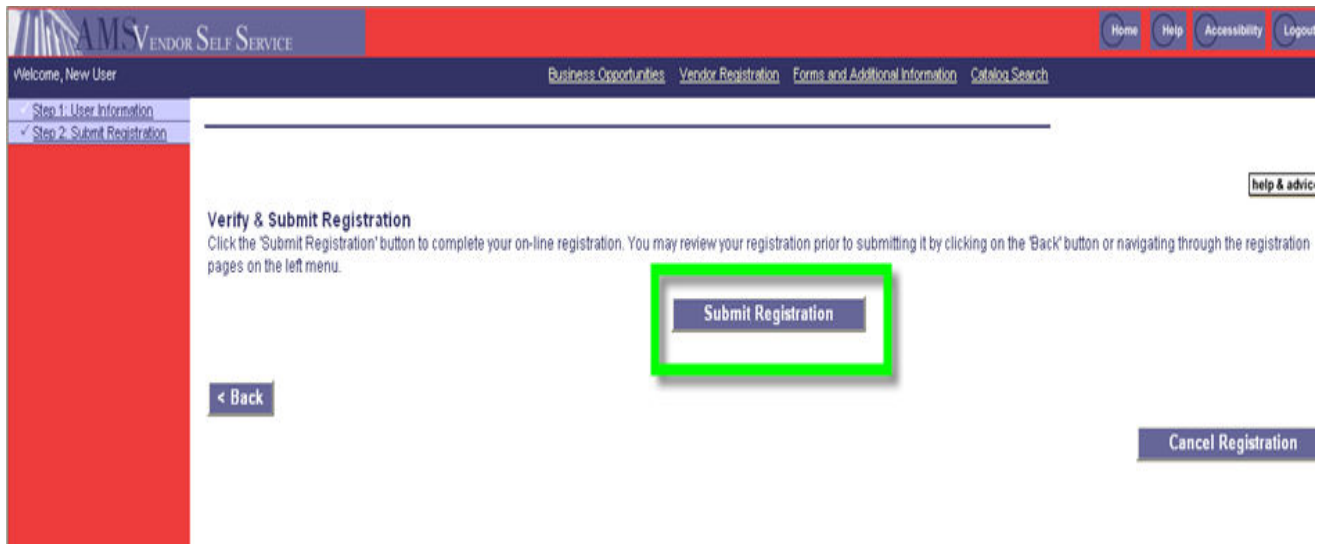 AMS VENDOR SELF SERVICE
Home Help Accessibility Logout
Welcome, New User
Business Opportunities Vendor Registration Forms and Additional Information Catalog Search
✓ Step 1: User Information
✓ Step 2: Submit Registration
help & advic
Verify & Submit Registration
Click the 'Submit Registration' button to complete your on-line registration. You may review your registration prior to submitting it by clicking on the 'Back' button or navigating through the registration
pages on the left menu.
Submit Registration
< Back
Cancel Registration